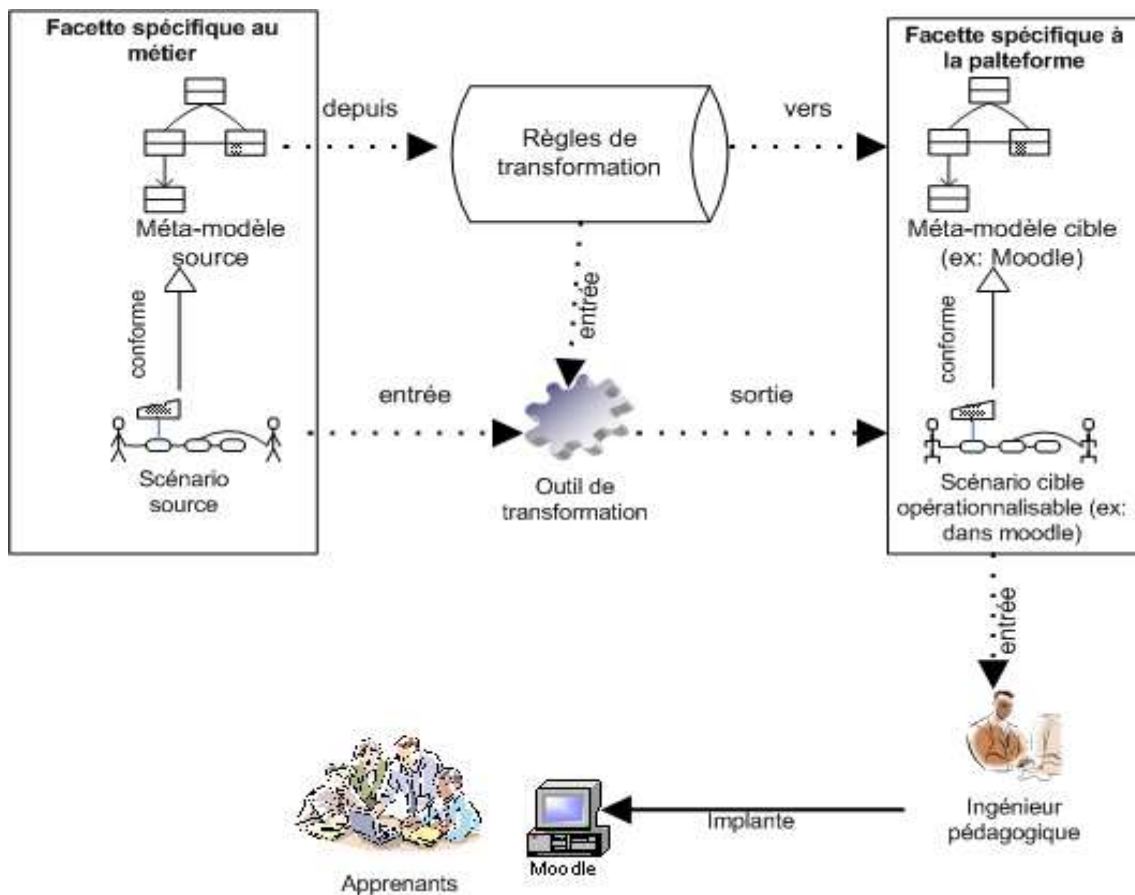 Facette spécifique au
métier
depuis
Règles de
transformation
vers
Facette spécifique à
la palteforme
Méta-modèle
source
Méta-modèle cible
(ex: Moodle)
conforme
entrée
conforme
entrée
sortie
Scénario
source
Outil de
transformation
Scénario cible
opérationnalisable (ex:
dans moodle)
entrée
Ingénieur
pédagogique
Implante
Moodle
Apprenants